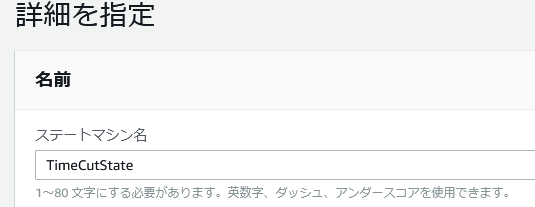 詳細を指定
名前
ステートマシン名
TimeCutState
1～80 文字にする必要があります。英数字、ダッシュ、アンダースコアを使用できます。